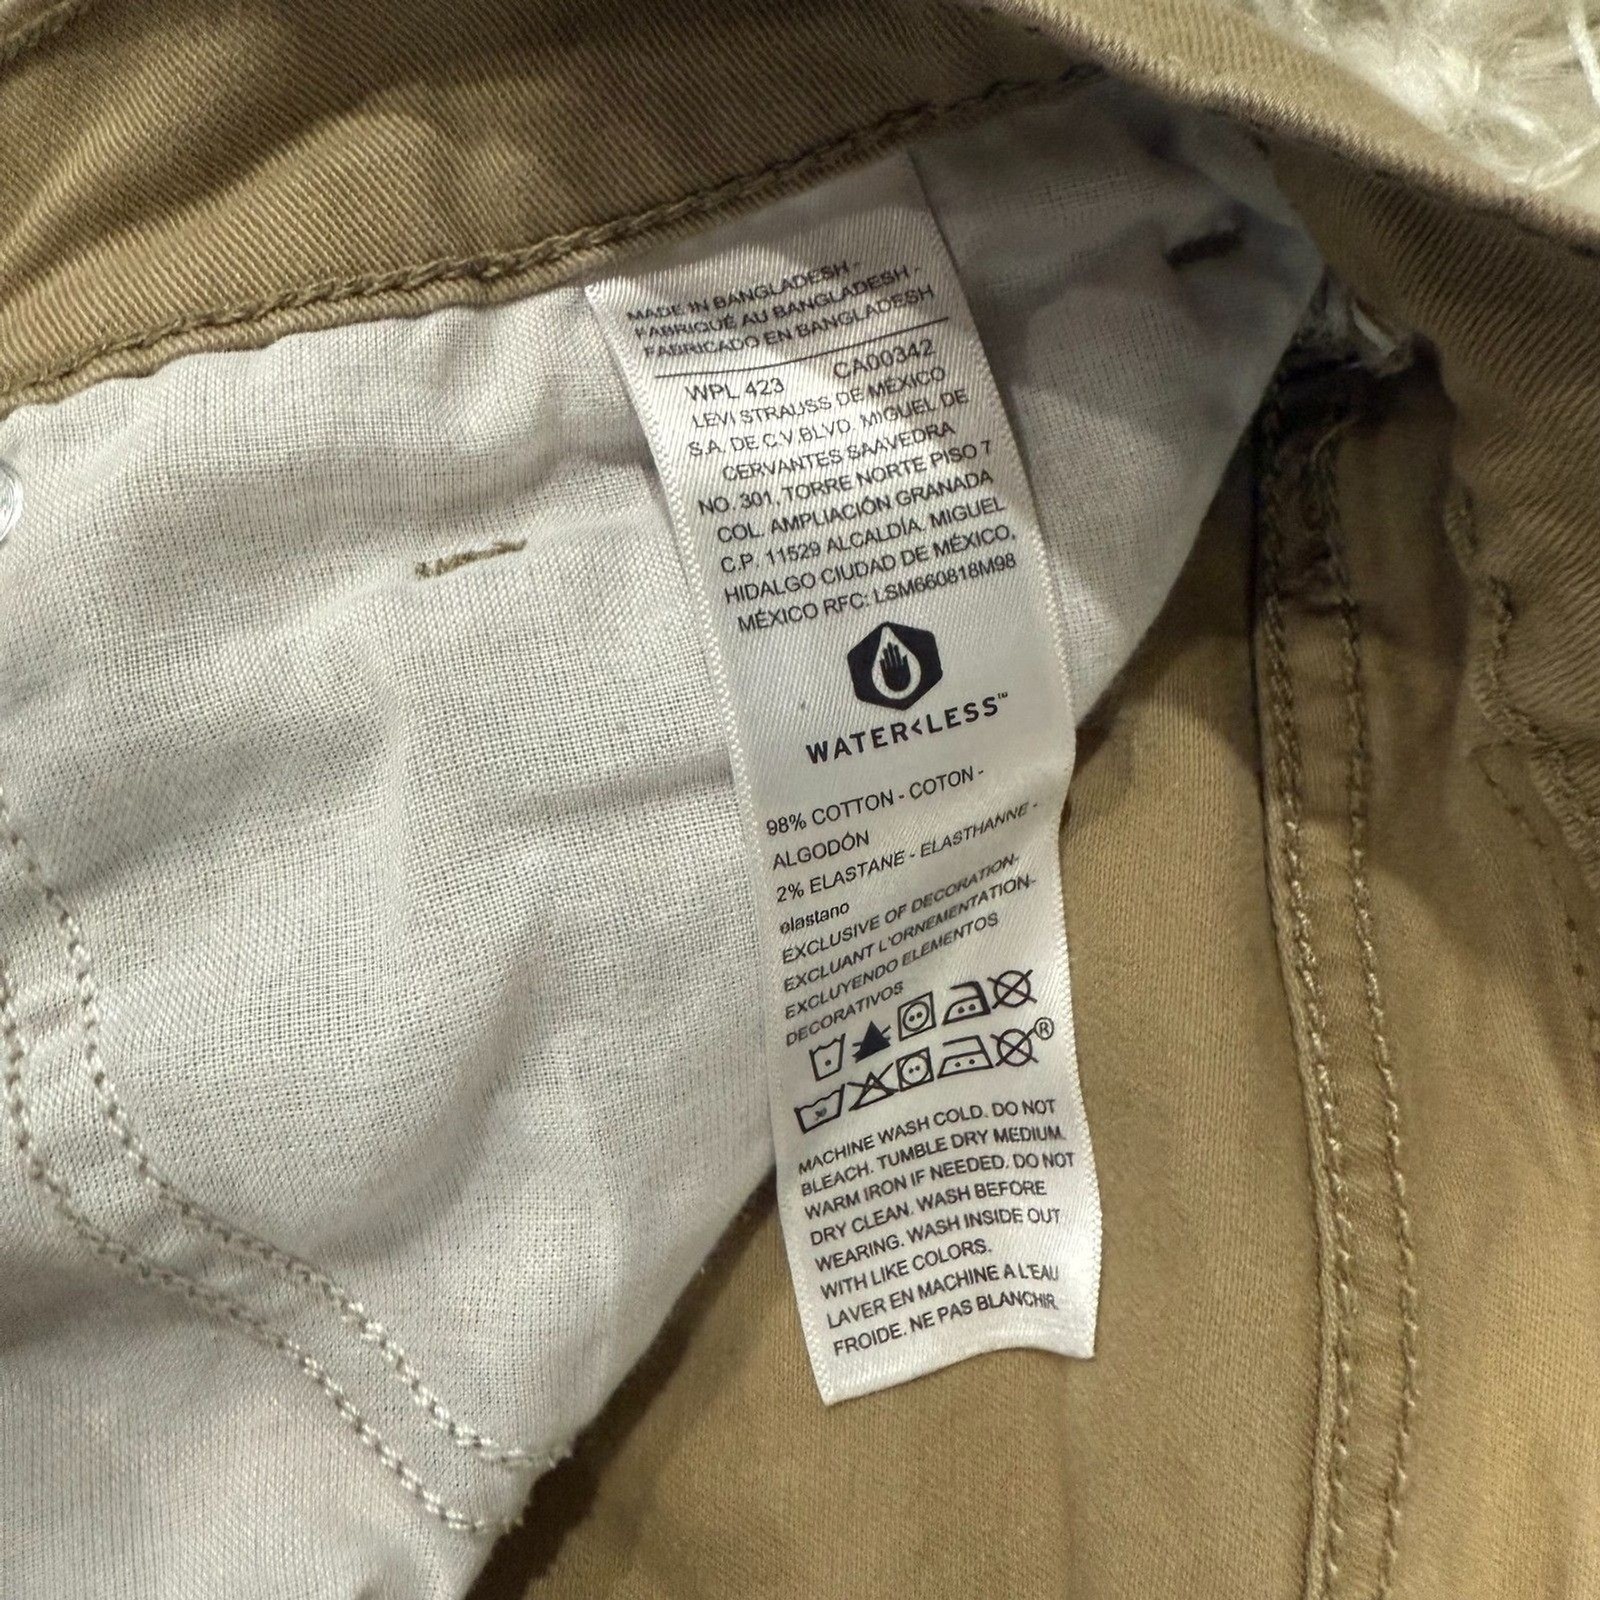 MADE IN BANGLADESH -
FABRIQUÉ AU BANGLADESH -
FABRICADO EN BANGLADESH
WPL 423 CA00342
LEVI STRAUSS DE MÉXICO
S.A. DE C.V.BLVD. MIGUEL DE
CERVANTES SAAVEDRA
NO. 301, TORRE NORTE PISO 7
COL. AMPLIACIÓN GRANADA
C.P. 11529 ALCALDÍA. MIGUEL
HIDALGO CIUDAD DE MÉXICO,
MÉXICO RFC: LSM660818M98
WATER<LESS™
98% COTTON - COTON -
ALGODÓN
2% ELASTANE - ELASTHANNE -
elastano
EXCLUSIVE OF DECORATION-
EXCLUANT L'ORNEMENTATION-
EXCLUYENDO ELEMENTOS
DECORATIVOS
®
30
MACHINE WASH COLD. DO NOT
BLEACH. TUMBLE DRY MEDIUM.
WARM IRON IF NEEDED. DO NOT
DRY CLEAN. WASH BEFORE
WEARING. WASH INSIDE OUT
WITH LIKE COLORS.
LAVER EN MACHINE A L'EAU
FROIDE. NE PAS BLANCHIR.